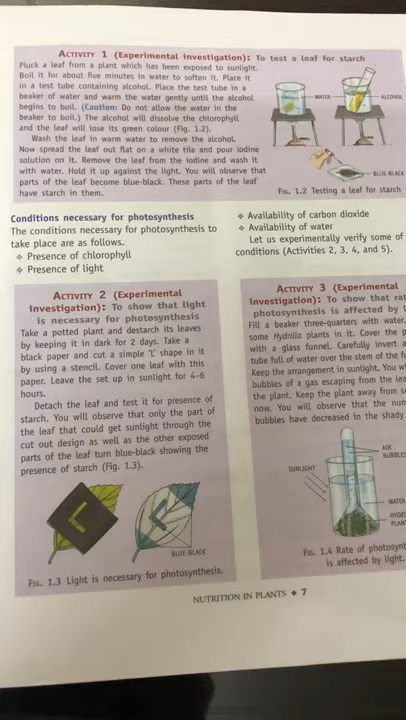 ACTIVITY 1 (Experimental investigation): To test a leaf for starch
Pluck a leaf from a plant which has been exposed to sunlight.
Boil it for about five minutes in water to soften it. Place it
in a test tube containing alcohol. Place the test tube in a
beaker of water and warm the water gently until the alcohol
begins to boil. (Caution: Do not allow the water in the
beaker to boil.) The alcohol will dissolve the chlorophyll
and the leaf will lose its green colour (Fig. 1.2).
Wash the leaf in warm water to remove the alcohol.
Now spread the leaf out flat on a white tile and pour iodine
solution on it. Remove the leaf from the iodine and wash it
with water. Hold it up against the light. You will observe that
parts of the leaf become blue-black. These parts of the leaf
have starch in them.
WATER
ALCOHOL
BLUE-BLACK
FIG. 1.2 Testing a leaf for starch
Conditions necessary for photosynthesis
The conditions necessary for photosynthesis to
take place are as follows.
❖ Presence of chlorophyll
❖ Presence of light
❖ Availability of carbon dioxide
❖ Availability of water
Let us experimentally verify some of
conditions (Activities 2, 3, 4, and 5).
ACTIVITY 2 (Experimental
investigation): To show that light
is necessary for photosynthesis
Take a potted plant and destarch its leaves
by keeping it in dark for 2 days. Take a
black paper and cut a simple 'L' shape in it
by using a stencil. Cover one leaf with this
paper. Leave the set up in sunlight for 4–6
hours.
Detach the leaf and test it for presence of
starch. You will observe that only the part of
the leaf that could get sunlight through the
cut out design as well as the other exposed
parts of the leaf turn blue-black showing the
presence of starch (Fig. 1.3).
L
L
BLUE-BLACK
FIG. 1.3 Light is necessary for photosynthesis.
ACTIVITY 3 (Experimental
investigation): To show that
photosynthesis is affected by
Fill a beaker three-quarters with water.
some Hydrilla plants in it. Cover the
with a glass funnel. Carefully invert a
tube full of water over the stem of the
Keep the arrangement in sunlight. You
bubbles of a gas escaping from the
the plant. Keep the plant away from
now. You will observe that the
bubbles have decreased in the shady
SUNLIGHT
AIR
BUBBLES
WATER
PLANT
FIG. 1.4 Rate of
is affected by light.
NUTRITION IN PLANTS ❖ 7